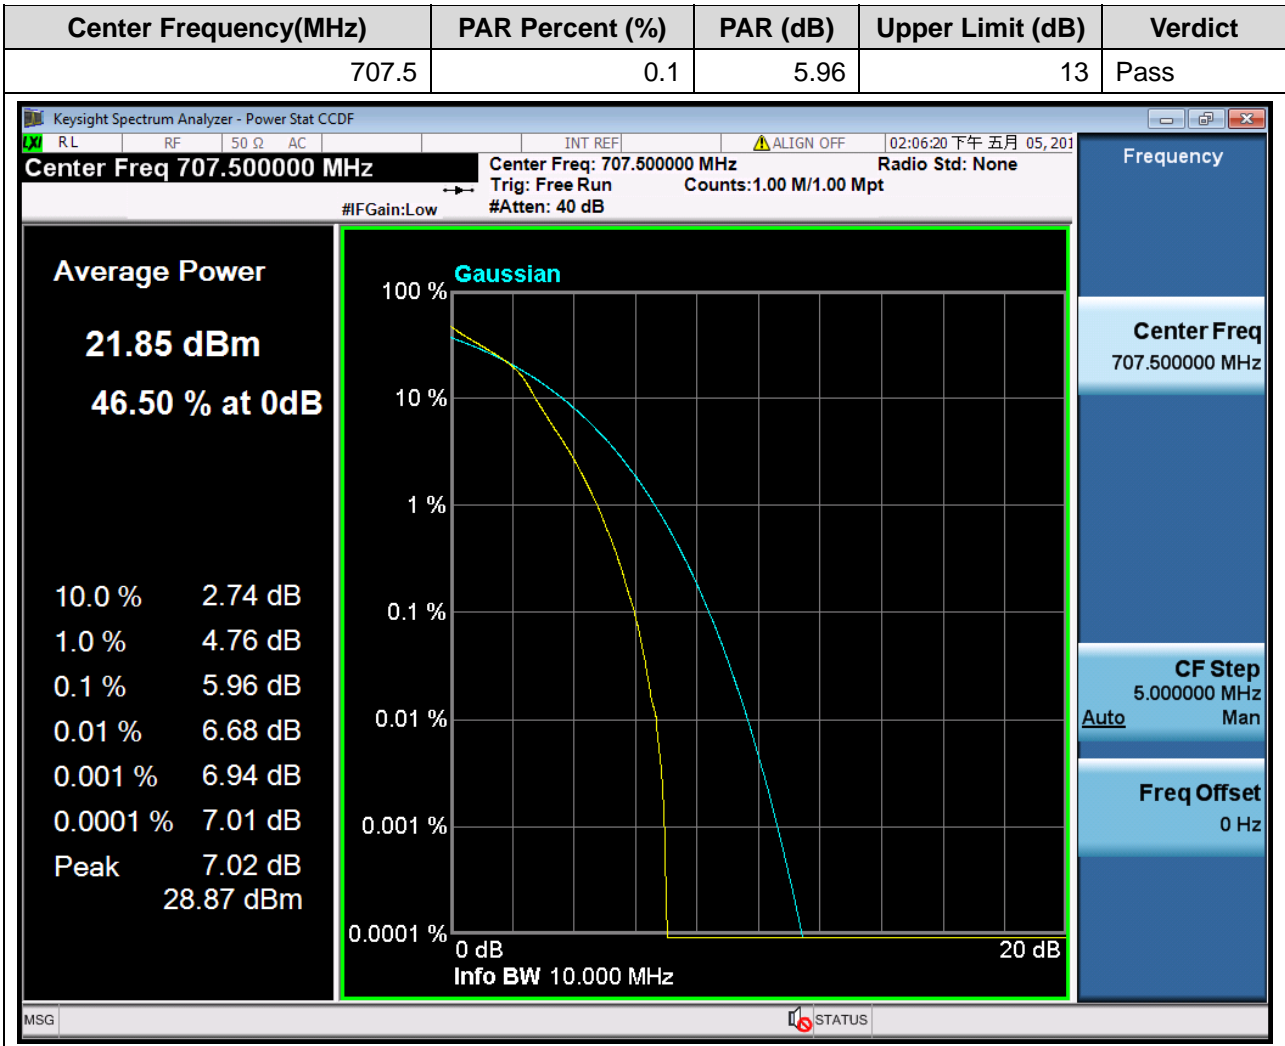 Center Frequency(MHz) PAR Percent (%) PAR (dB) Upper Limit (dB) Verdict
707.5 0.1 5.96 13 Pass
Keysight Spectrum Analyzer - Power Stat CCDF
LXI RL RF 50 Ω AC INT REF ALIGN OFF 02:06:20 下午 五月 05, 201
Center Freq 707.500000 MHz
Center Freq: 707.500000 MHz Radio Std: None
Trig: Free Run Counts:1.00 M/1.00 Mpt
#IFGain:Low #Atten: 40 dB
Average Power
21.85 dBm
46.50 % at 0dB
10.0 % 2.74 dB
1.0 % 4.76 dB
0.1 % 5.96 dB
0.01 % 6.68 dB
0.001 % 6.94 dB
0.0001 % 7.01 dB
Peak 7.02 dB
28.87 dBm
Gaussian
100 %
10 %
1 %
0.1 %
0.01 %
0.001 %
0.0001 %
0 dB 20 dB
Info BW 10.000 MHz
Frequency
Center Freq
707.500000 MHz
CF Step
5.000000 MHz
Auto Man
Freq Offset
0 Hz
MSG STATUS